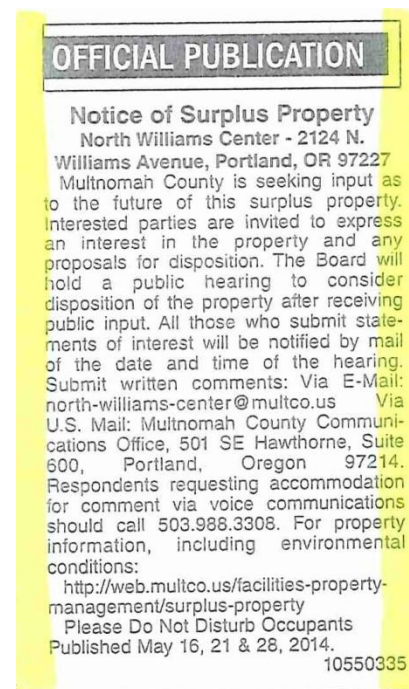 OFFICIAL PUBLICATION
Notice of Surplus Property
North Williams Center - 2124 N.
Williams Avenue, Portland, OR 97227
Multnomah County is seeking input as
to the future of this surplus property.
Interested parties are invited to express
an interest in the property and any
proposals for disposition. The Board will
hold a public hearing to consider
disposition of the property after receiving
public input. All those who submit state-
ments of interest will be notified by mail
of the date and time of the hearing.
Submit written comments: Via E-Mail:
north-williams-center@multco.us Via
U.S. Mail: Multnomah County Communi-
cations Office, 501 SE Hawthorne, Suite
600, Portland, Oregon 97214.
Respondents requesting accommodation
for comment via voice communications
should call 503.988.3308. For property
information, including environmental
conditions:
http://web.multco.us/facilities-property-
management/surplus-property
Please Do Not Disturb Occupants
Published May 16, 21 & 28, 2014.
10550335